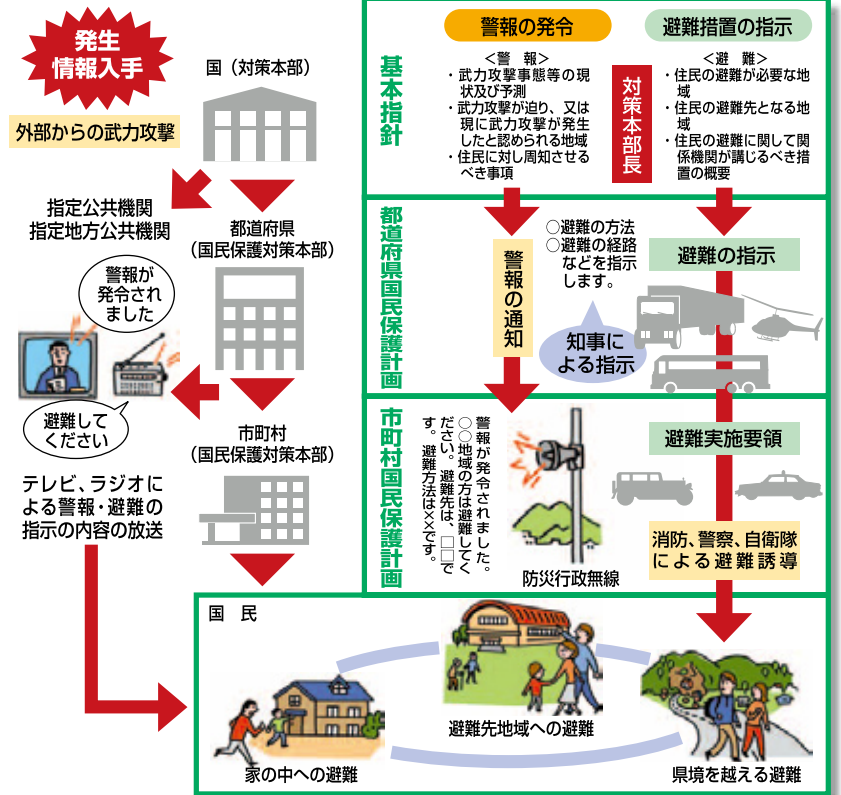 発生
情報入手
外部からの武力攻撃
国（対策本部）
指定公共機関
指定地方公共機関
都道府県
（国民保護対策本部）
警報が
発令され
ました
避難して
ください
テレビ、ラジオに
よる警報・避難の
指示の内容の放送
市町村
（国民保護対策本部）
基本指針
警報の発令
＜警　報＞
・武力攻撃事態等の現
状及び予測
・武力攻撃が迫り、又は
現に武力攻撃が発生
したと認められる地域
・住民に対し周知させる
べき事項
対策本部長
避難措置の指示
＜避　難＞
・住民の避難が必要な地
域
・住民の避難先となる地
域
・住民の避難に関して関
係機関が講じるべき措
置の概要
都道府県国民保護計画
警報の通知
○避難の方法
○避難の経路
などを指示
します。
知事に
よる指示
避難の指示
市町村国民保護計画
警報が発令されました。
○○地域の方は避難してく
ださい。避難先は、□□で
す。避難方法は××です。
防災行政無線
避難実施要領
消防、警察、自衛隊
による避難誘導
国　民
家の中への避難
避難先地域への避難
県境を越える避難